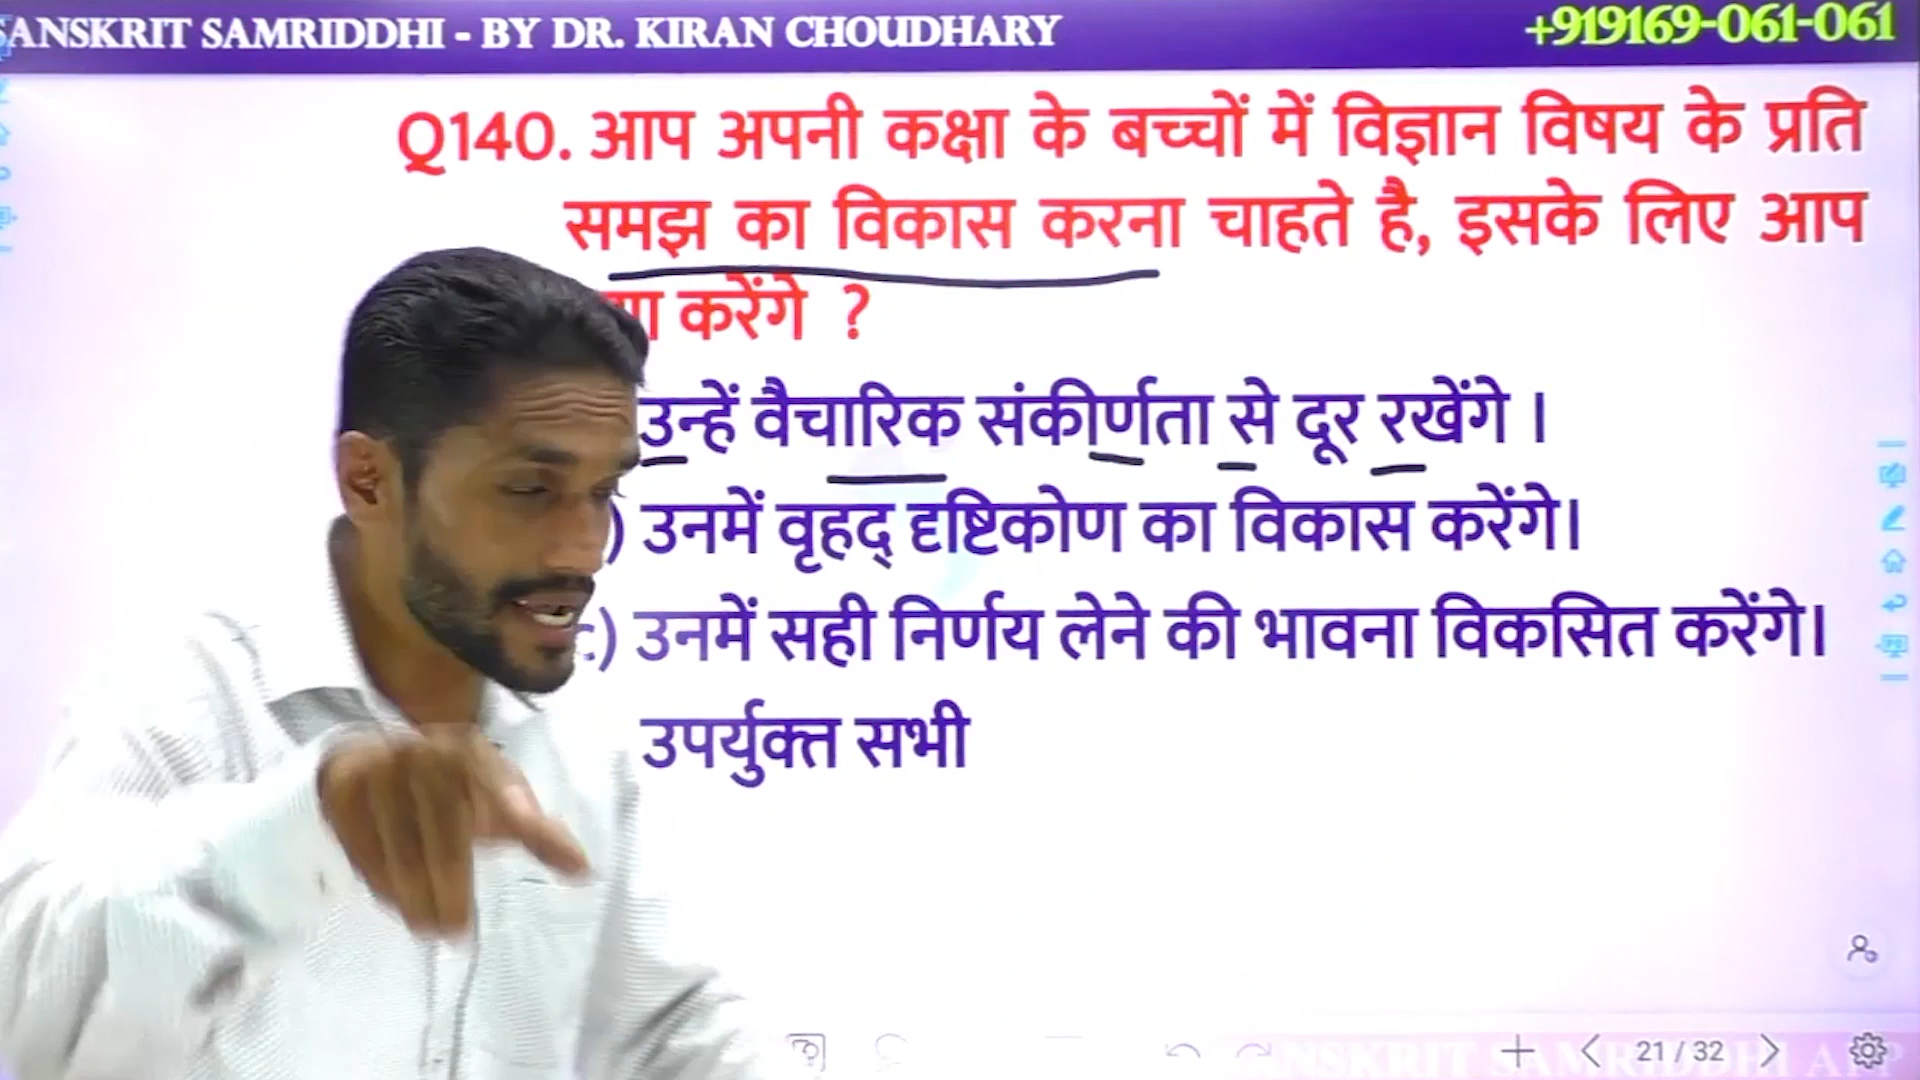 SANSKRIT SAMRIDDHI - BY DR. KIRAN CHOUDHARY
+919169-061-061
Q140. आप अपनी कक्षा के बच्चों में विज्ञान विषय के प्रति
समझ का विकास करना चाहते है, इसके लिए आप
करेंगे ?
उन्हें वैचारिक संकीर्णता से दूर रखेंगे ।
) उनमें वृहद् दृष्टिकोण का विकास करेंगे।
c) उनमें सही निर्णय लेने की भावना विकसित करेंगे।
उपर्युक्त सभी
21 / 32